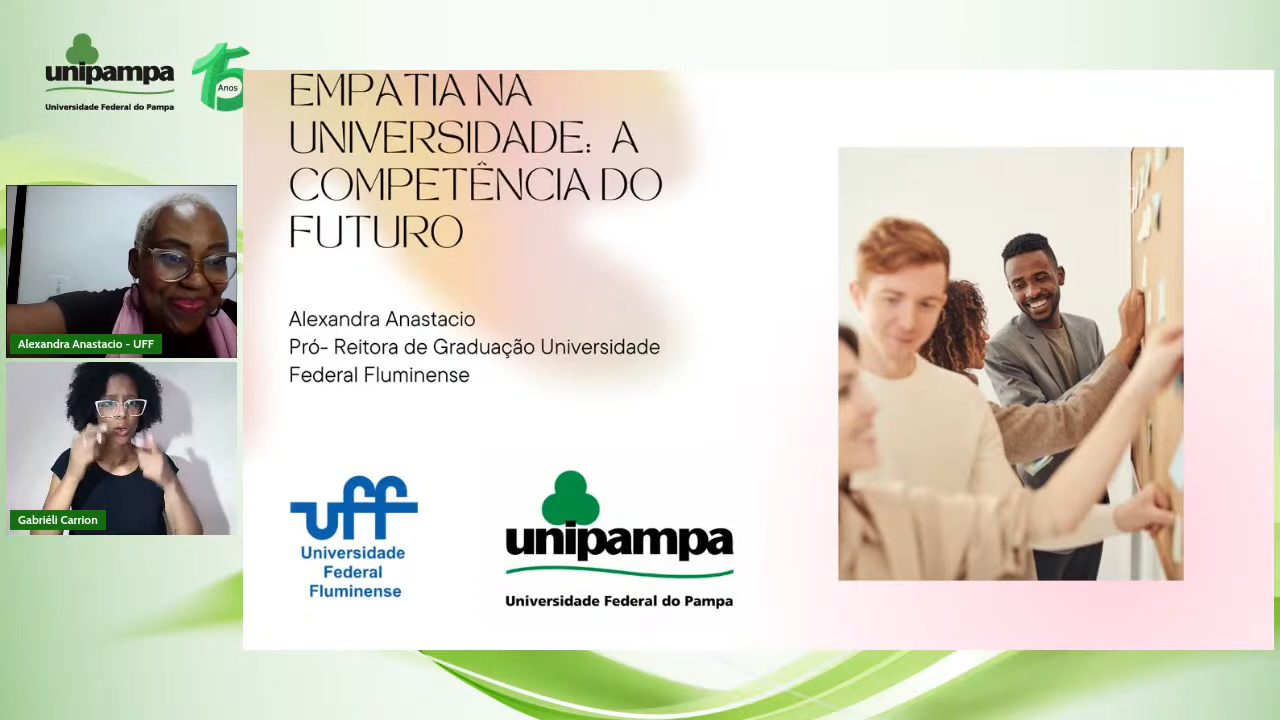 unipampa
Universidade Federal do Pampa
15
Anos
EMPATIA NA
UNIVERSIDADE: A
COMPETÊNCIA DO
FUTURO
Alexandra Anastacio
Pró- Reitora de Graduação Universidade
Federal Fluminense
Alexandra Anastacio - UFF
Gabriéli Carrion
uff
Universidade
Federal
Fluminense
unipampa
Universidade Federal do Pampa